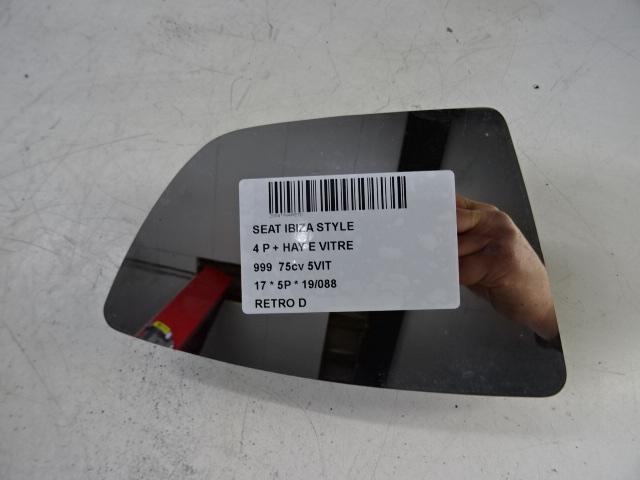 SEAT IBIZA STYLE
4 P + HAY E VITRE
999 75cv 5VIT
17 * 5P * 19/088
RETRO D